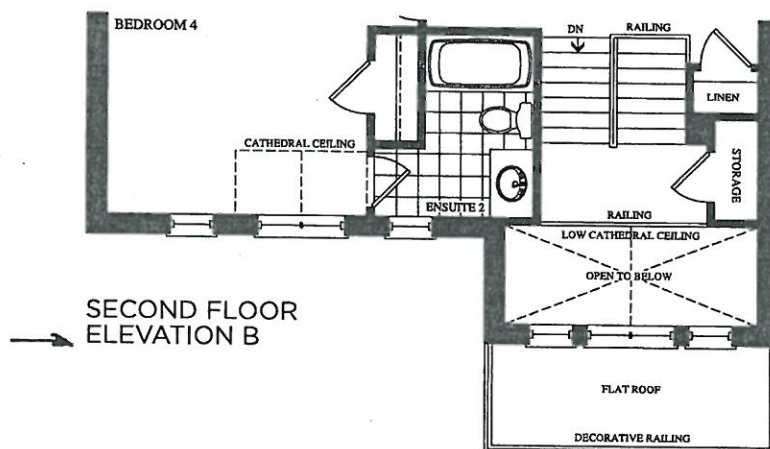 BEDROOM 4
DN
RAILING
LINEN
CATHEDRAL CEILING
STORAGE
ENSUITE 2
RAILING
LOW CATHEDRAL CEILING
OPEN TO BELOW
SECOND FLOOR
ELEVATION B
FLAT ROOF
DECORATIVE RAILING